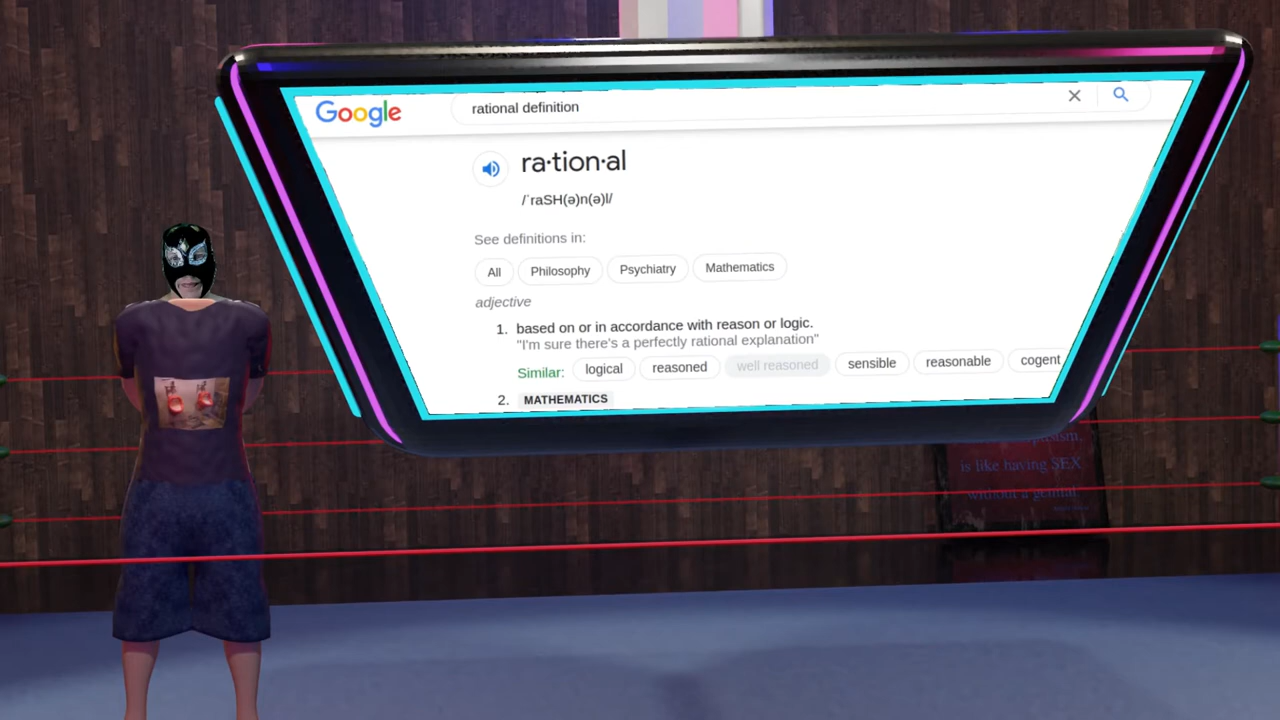 Google
rational definition
ra·tion·al
/ˈraSH(ə)n(ə)l/
See definitions in:
All
Philosophy
Psychiatry
Mathematics
adjective
1. based on or in accordance with reason or logic.
"I'm sure there's a perfectly rational explanation"
Similar:
logical
reasoned
well reasoned
sensible
reasonable
cogent
2. MATHEMATICS
is like having SEX
without a genital.